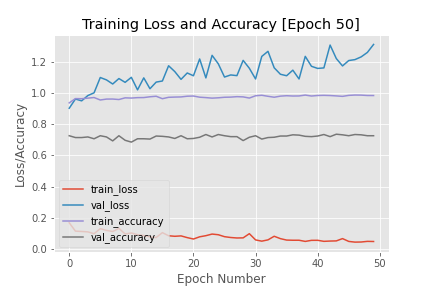 Training Loss and Accuracy [Epoch 50]
Loss/Accuracy
1.2
1.0
0.8
0.6
0.4
0.2
0.0
train_loss
val_loss
train_accuracy
val_accuracy
0 10 20 30 40 50
Epoch Number